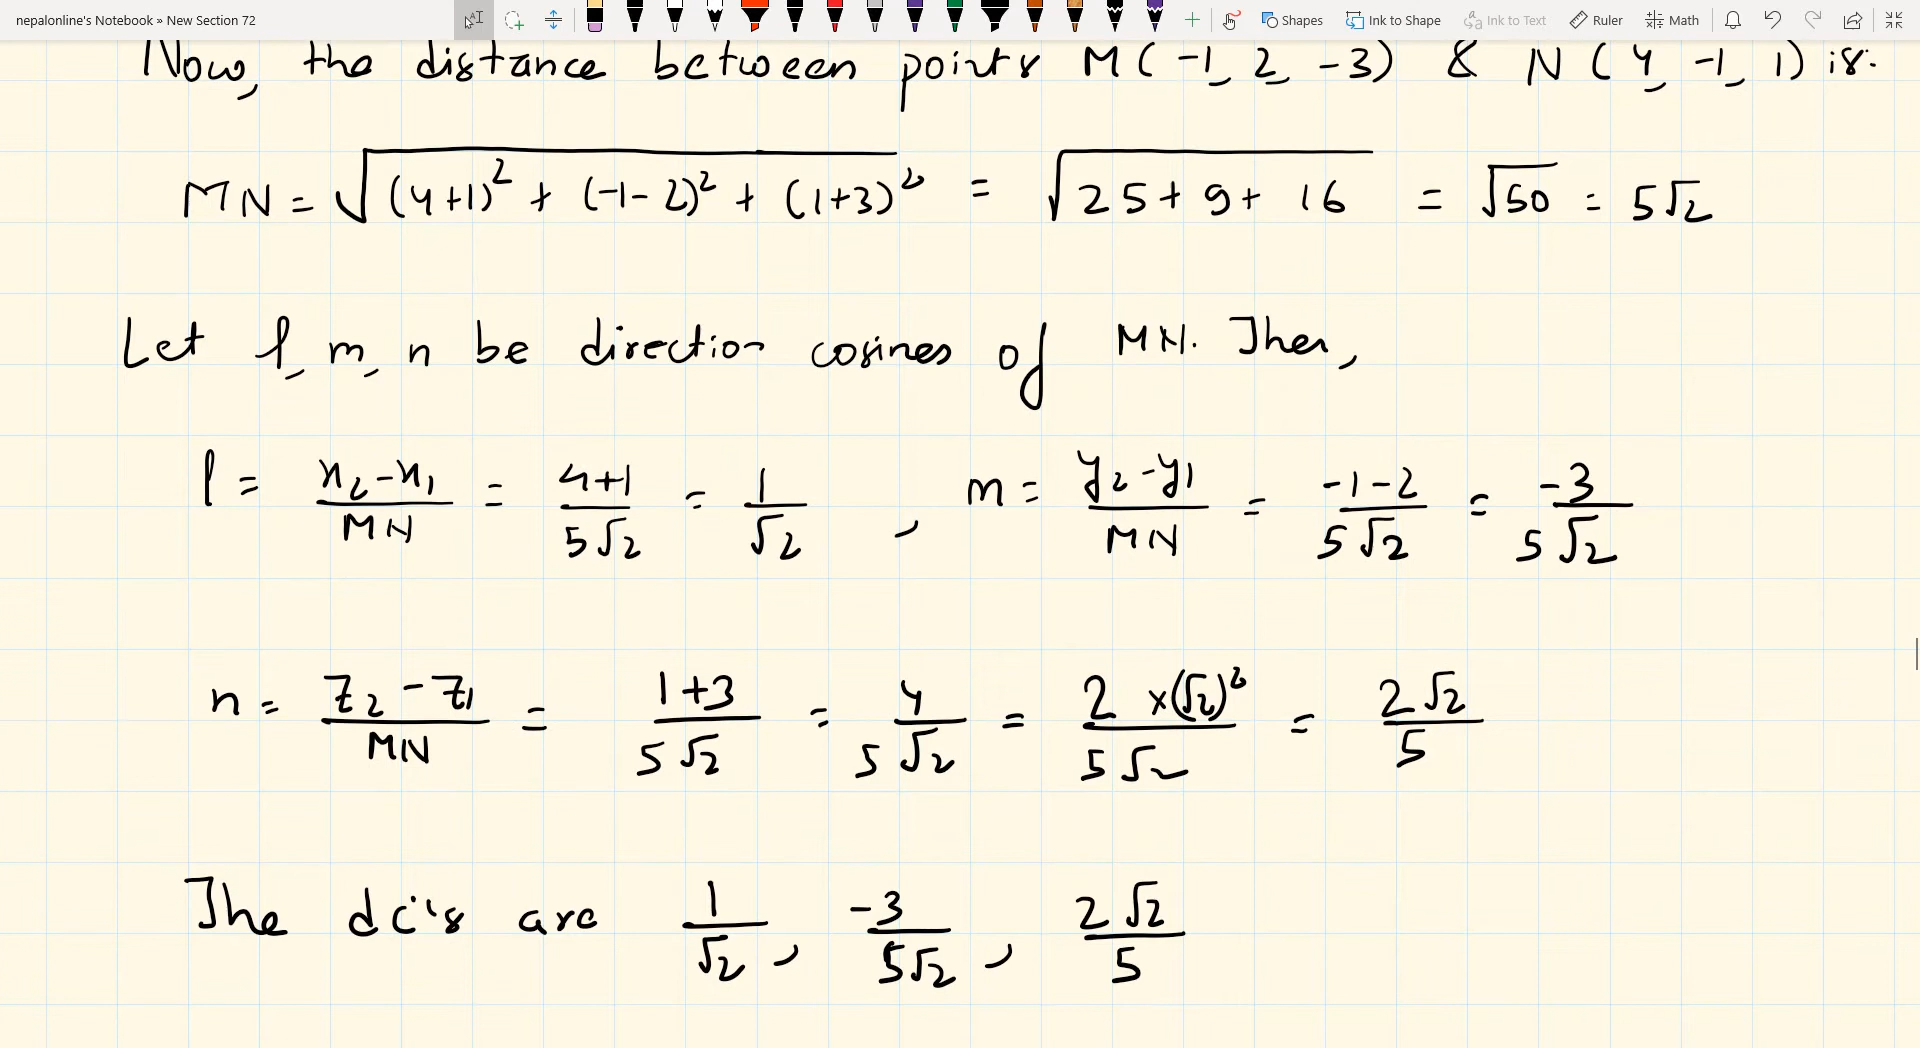 nepalonline's Notebook » New Section 72
Shapes Ink to Shape Ink to Text Ruler Math
Now, the distance between points M(-1, 2, -3) & N(4, -1, 1) is.
MN = √((4+1)² + (-1-2)² + (1+3)²) = √(25+9+16) = √50 = 5√2
Let l, m, n be direction cosines of MN. Then,
l = (x₂-x₁)/MN = (4+1)/(5√2) = 1/√2 , m = (y₂-y₁)/MN = (-1-2)/(5√2) = -3/(5√2)
n = (z₂-z₁)/MN = (1+3)/(5√2) = 4/(5√2) = (2×(√2)²)/(5√2) = 2√2/5
The dc's are 1/√2, -3/(5√2), 2√2/5